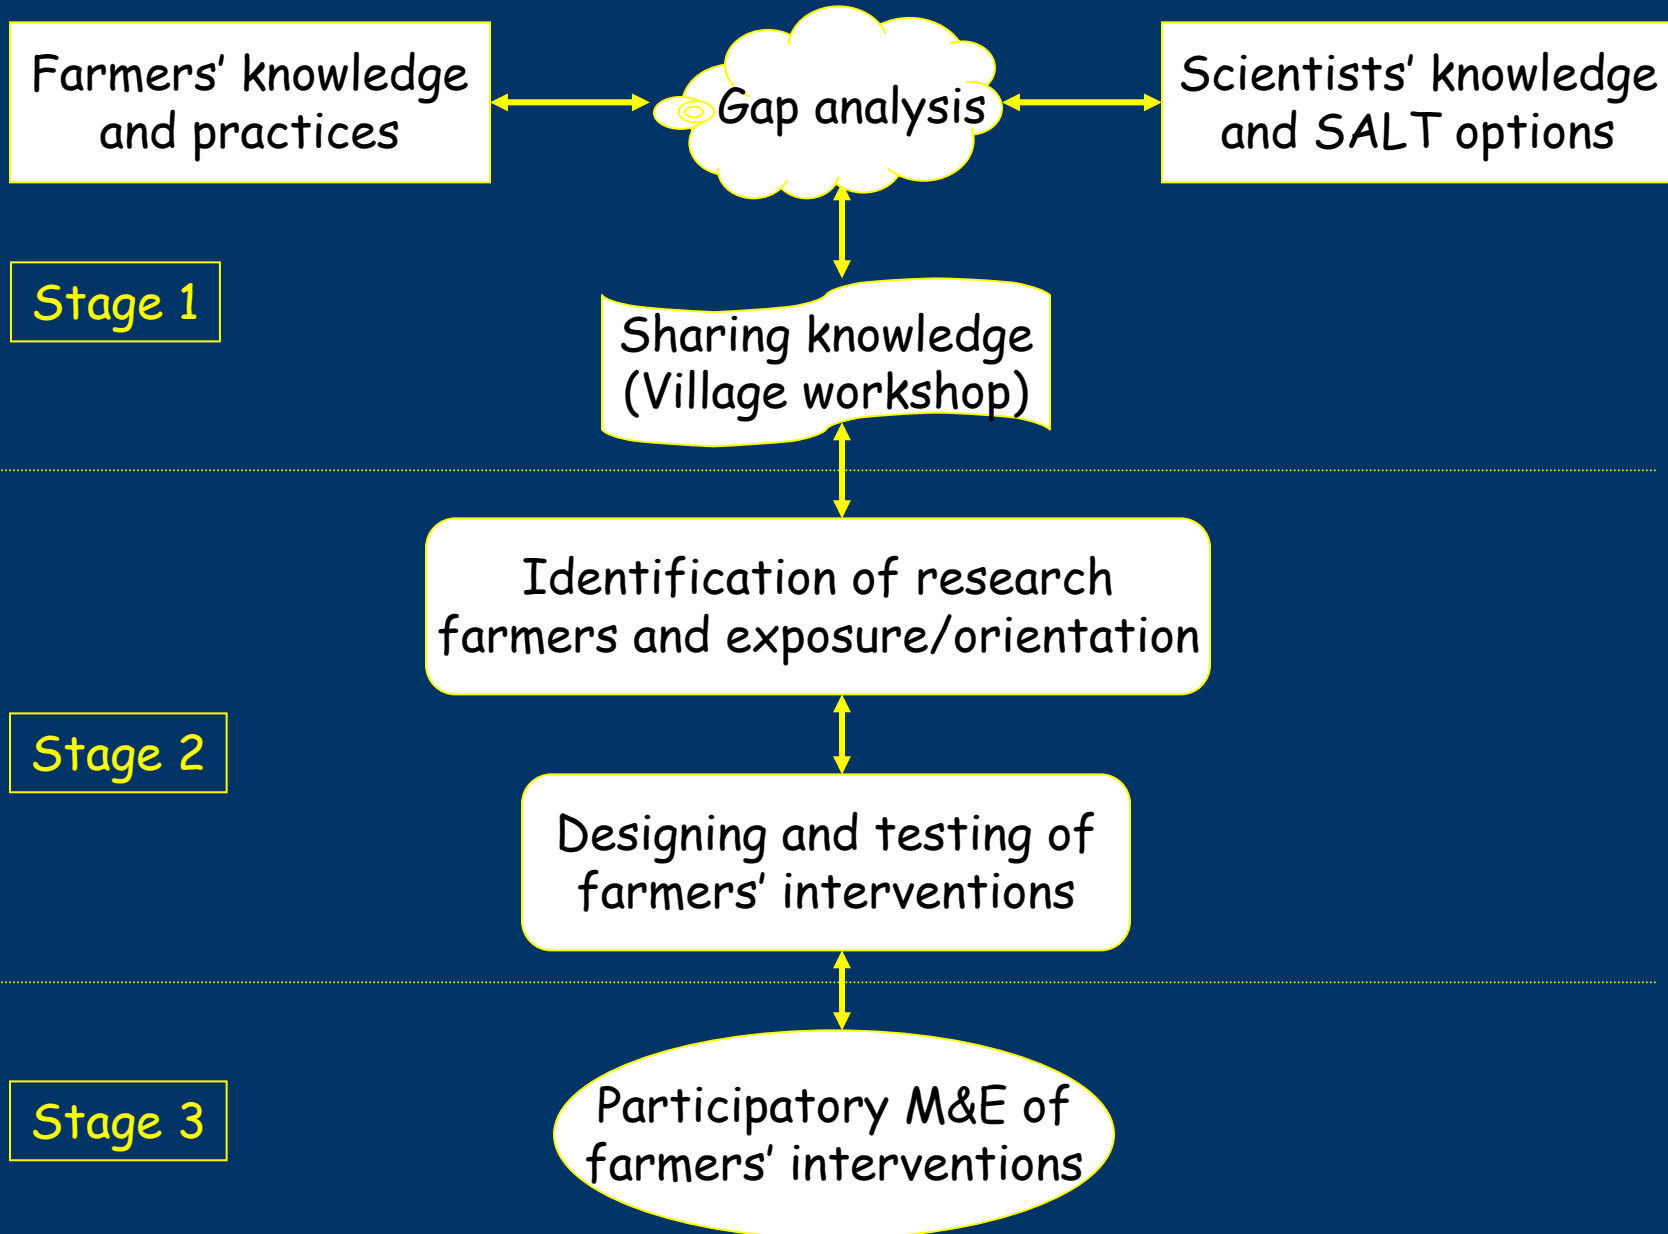 Farmers’ knowledge
and practices
Gap analysis
Scientists’ knowledge
and SALT options
Stage 1
Sharing knowledge
(Village workshop)
Identification of research
farmers and exposure/orientation
Stage 2
Designing and testing of
farmers’ interventions
Stage 3
Participatory M&E of
farmers’ interventions